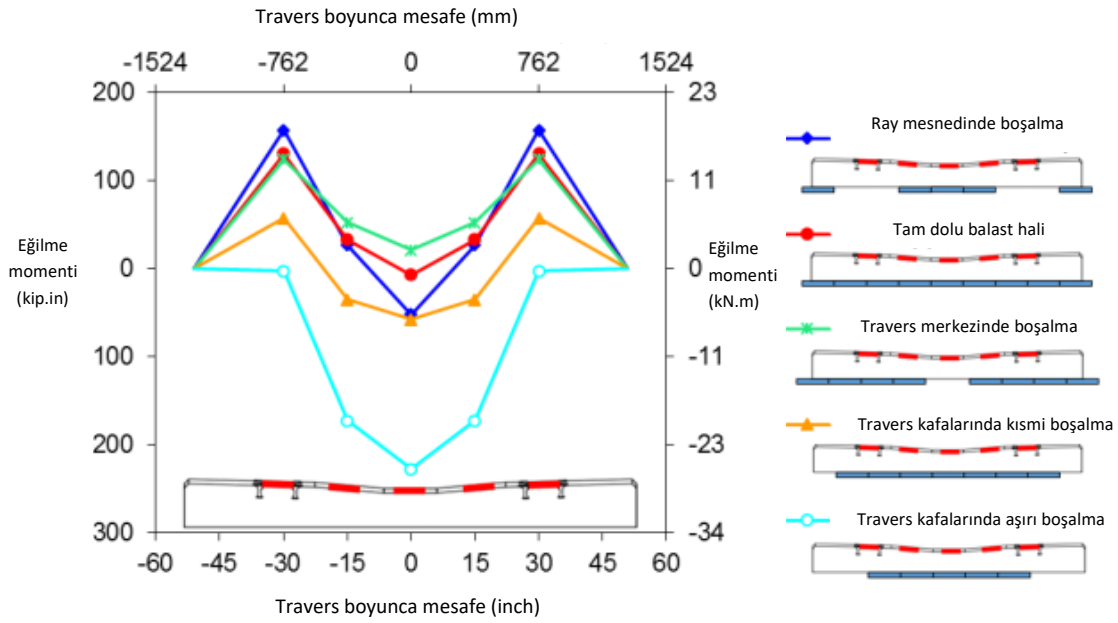 Travers boyunca mesafe (mm)
-1524 -762 0 762 1524
200 23
100 11
0 0
100 -11
200 -23
300 -34
Eğilme
momenti
(kip.in)
Eğilme
momenti
(kN.m)
-60 -45 -30 -15 0 15 30 45 60
Travers boyunca mesafe (inch)
Ray mesnedinde boşalma
Tam dolu balast hali
Travers merkezinde boşalma
Travers kafalarında kısmi boşalma
Travers kafalarında aşırı boşalma